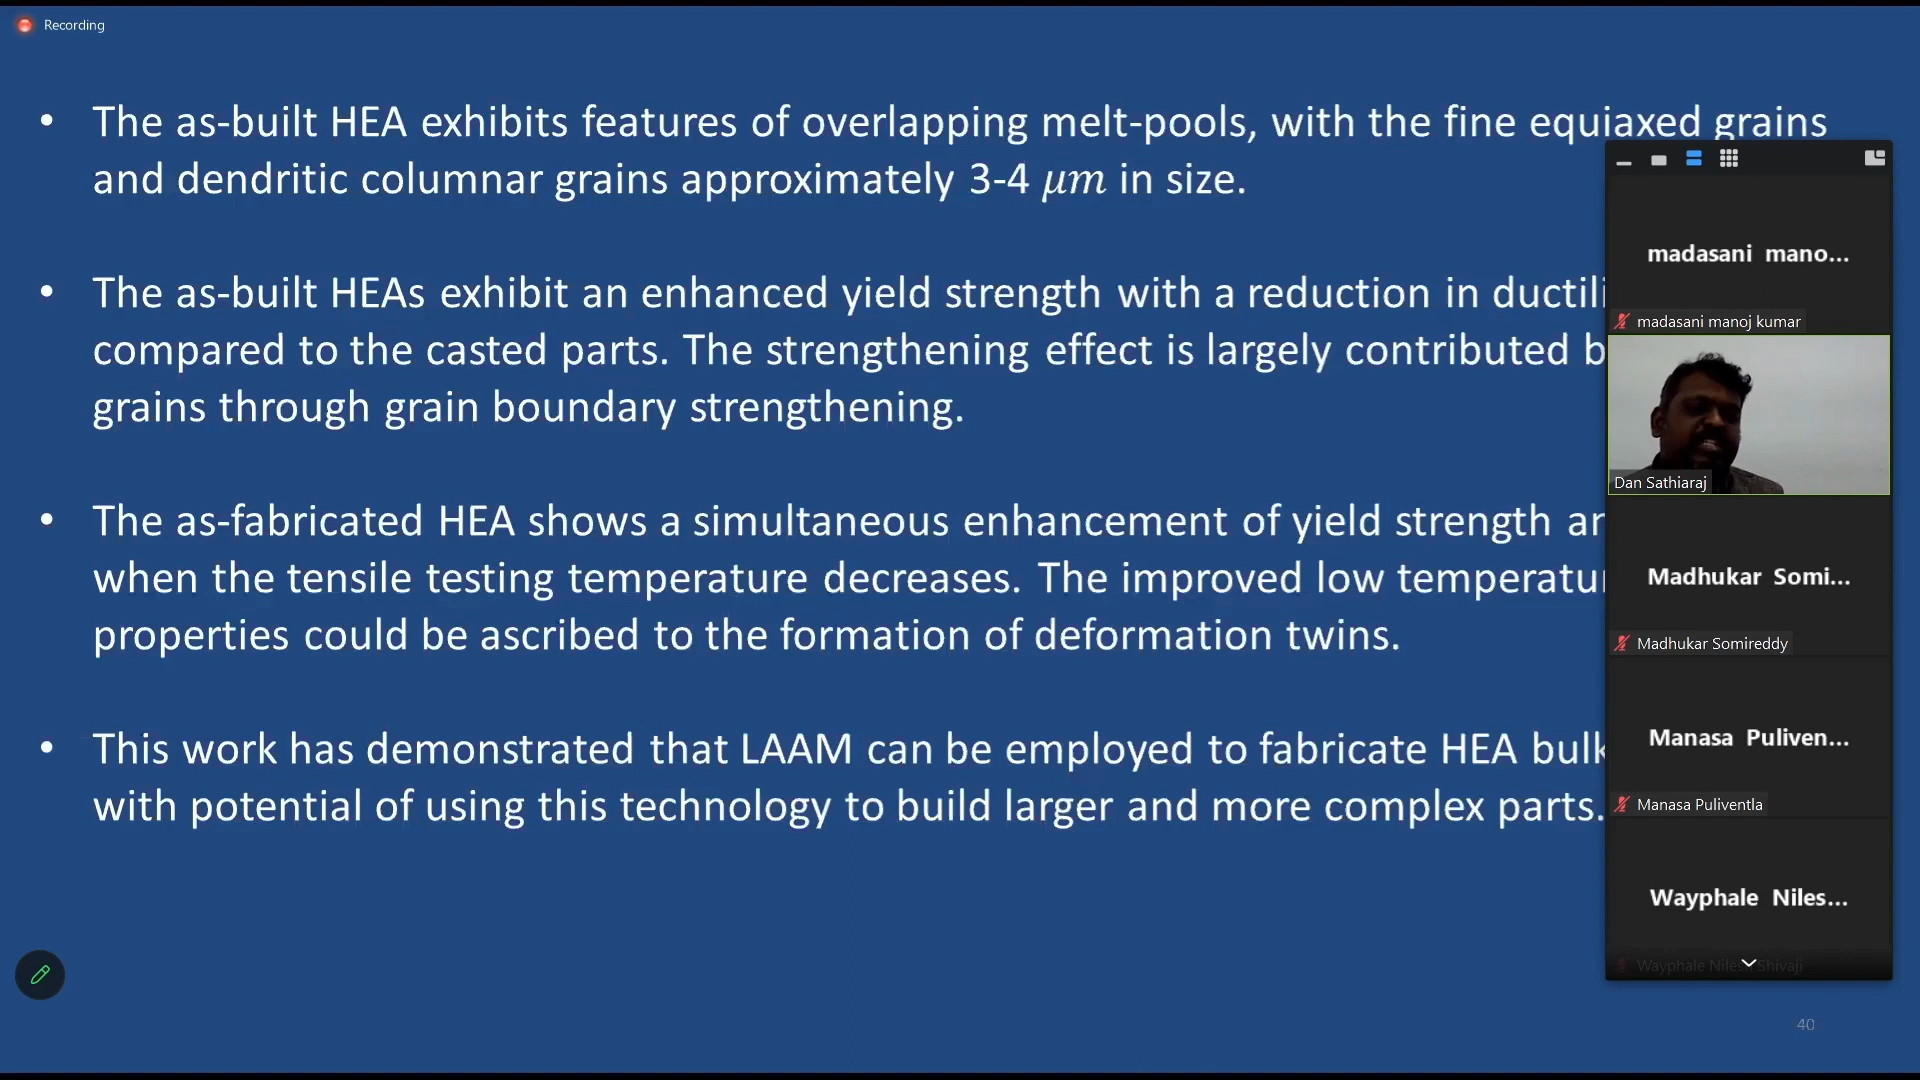 Recording
• The as-built HEA exhibits features of overlapping melt-pools, with the fine equiaxed grains
and dendritic columnar grains approximately 3-4 μm in size.
• The as-built HEAs exhibit an enhanced yield strength with a reduction in
compared to the casted parts. The strengthening effect is largely contributed
grains through grain boundary strengthening.
• The as-fabricated HEA shows a simultaneous enhancement of yield strength
when the tensile testing temperature decreases. The improved low
properties could be ascribed to the formation of deformation twins.
• This work has demonstrated that LAAM can be employed to fabricate HEA
with potential of using this technology to build larger and more complex parts.
madasani mano...
madasani manoj kumar
Dan Sathiaraj
Madhukar Somi...
Madhukar Somireddy
Manasa Puliven...
Manasa Puliventla
Wayphale Niles...
Wayphale Nilesh Shivaji
40